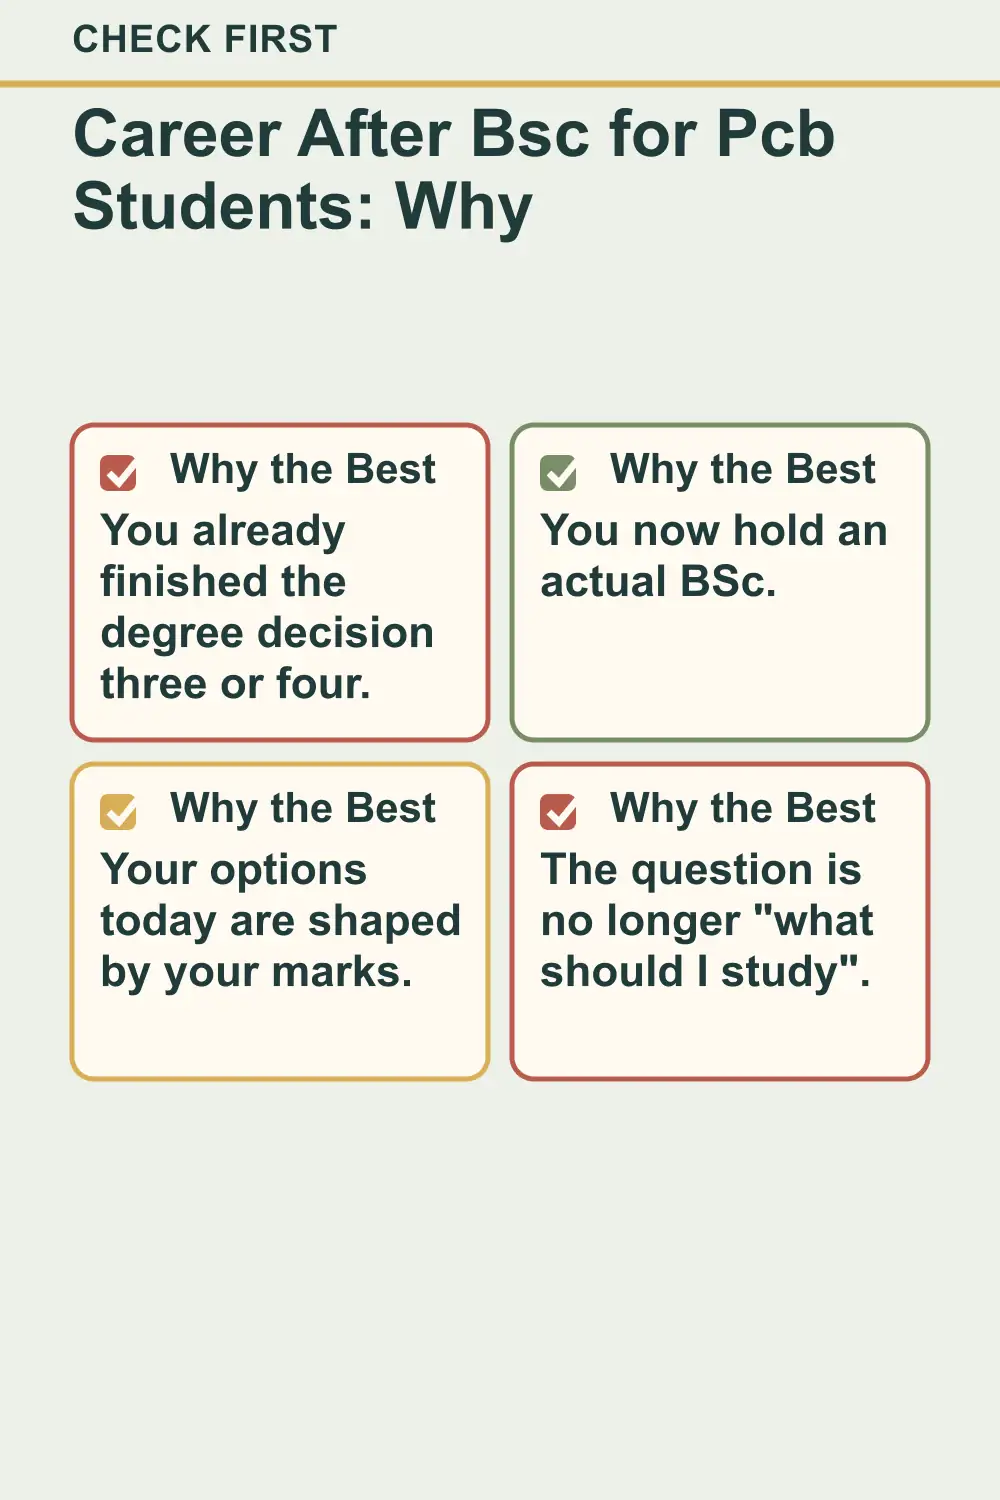 CHECK FIRST
Career After Bsc for Pcb
Students: Why
Why the Best
You already
finished the
degree decision
three or four.
Why the Best
You now hold an
actual BSc.
Why the Best
Your options
today are shaped
by your marks.
Why the Best
The question is
no longer "what
should I study".